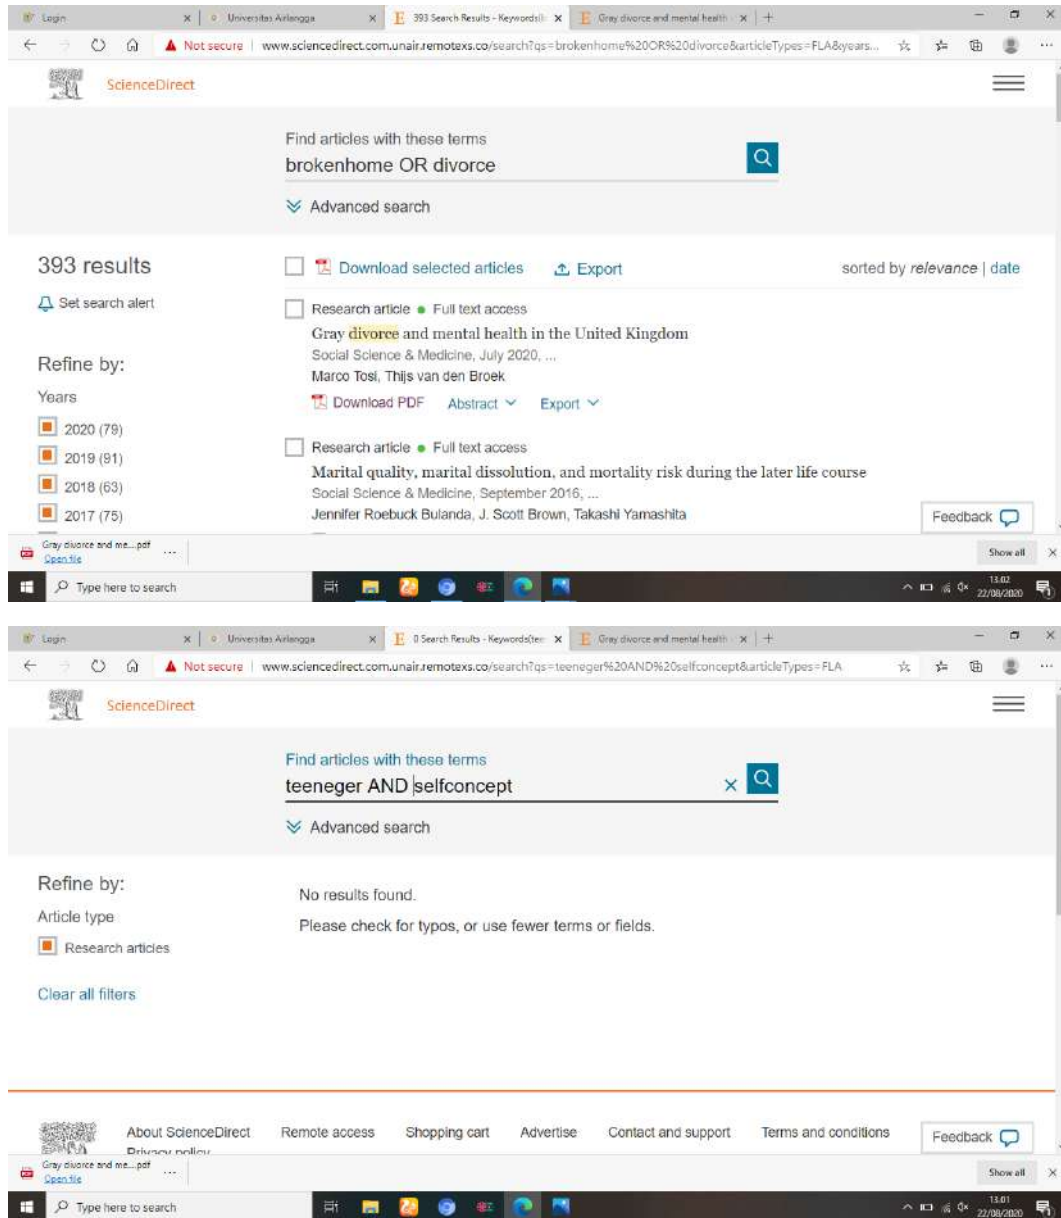 Login
Universitas Airlangga
393 Search Results - Keywords(
Gray divorce and mental health
Not secure | www.sciencedirect.com.unair.remotexs.co/search?qs=brokenhome%20OR%20divorce&articleTypes=FLA&years...
ScienceDirect
Find articles with these terms
brokenhome OR divorce
Advanced search
393 results
Download selected articles
Export
sorted by relevance | date
Set search alert
Research article • Full text access
Gray divorce and mental health in the United Kingdom
Social Science & Medicine, July 2020, ...
Marco Tosi, Thijs van den Broek
Download PDF
Abstract
Export
Refine by:
Years
2020 (79)
2019 (91)
2018 (63)
2017 (75)
Research article • Full text access
Marital quality, marital dissolution, and mortality risk during the later life course
Social Science & Medicine, September 2016, ...
Jennifer Roebuck Bulanda, J. Scott Brown, Takashi Yamashita
Feedback
Gray divorce and me....pdf
Open file
Show all
Type here to search
13.02
22/08/2020
Login
Universitas Airlangga
0 Search Results - Keywords(tee
Gray divorce and mental health
Not secure | www.sciencedirect.com.unair.remotexs.co/search?qs=teeneger%20AND%20selfconcept&articleTypes=FLA
ScienceDirect
Find articles with these terms
teeneger AND selfconcept
Advanced search
Refine by:
Article type
Research articles
Clear all filters
No results found.
Please check for typos, or use fewer terms or fields.
About ScienceDirect
Remote access
Shopping cart
Advertise
Contact and support
Terms and conditions
Privacy policy
Feedback
Gray divorce and me....pdf
Open file
Show all
Type here to search
13.01
22/08/2020